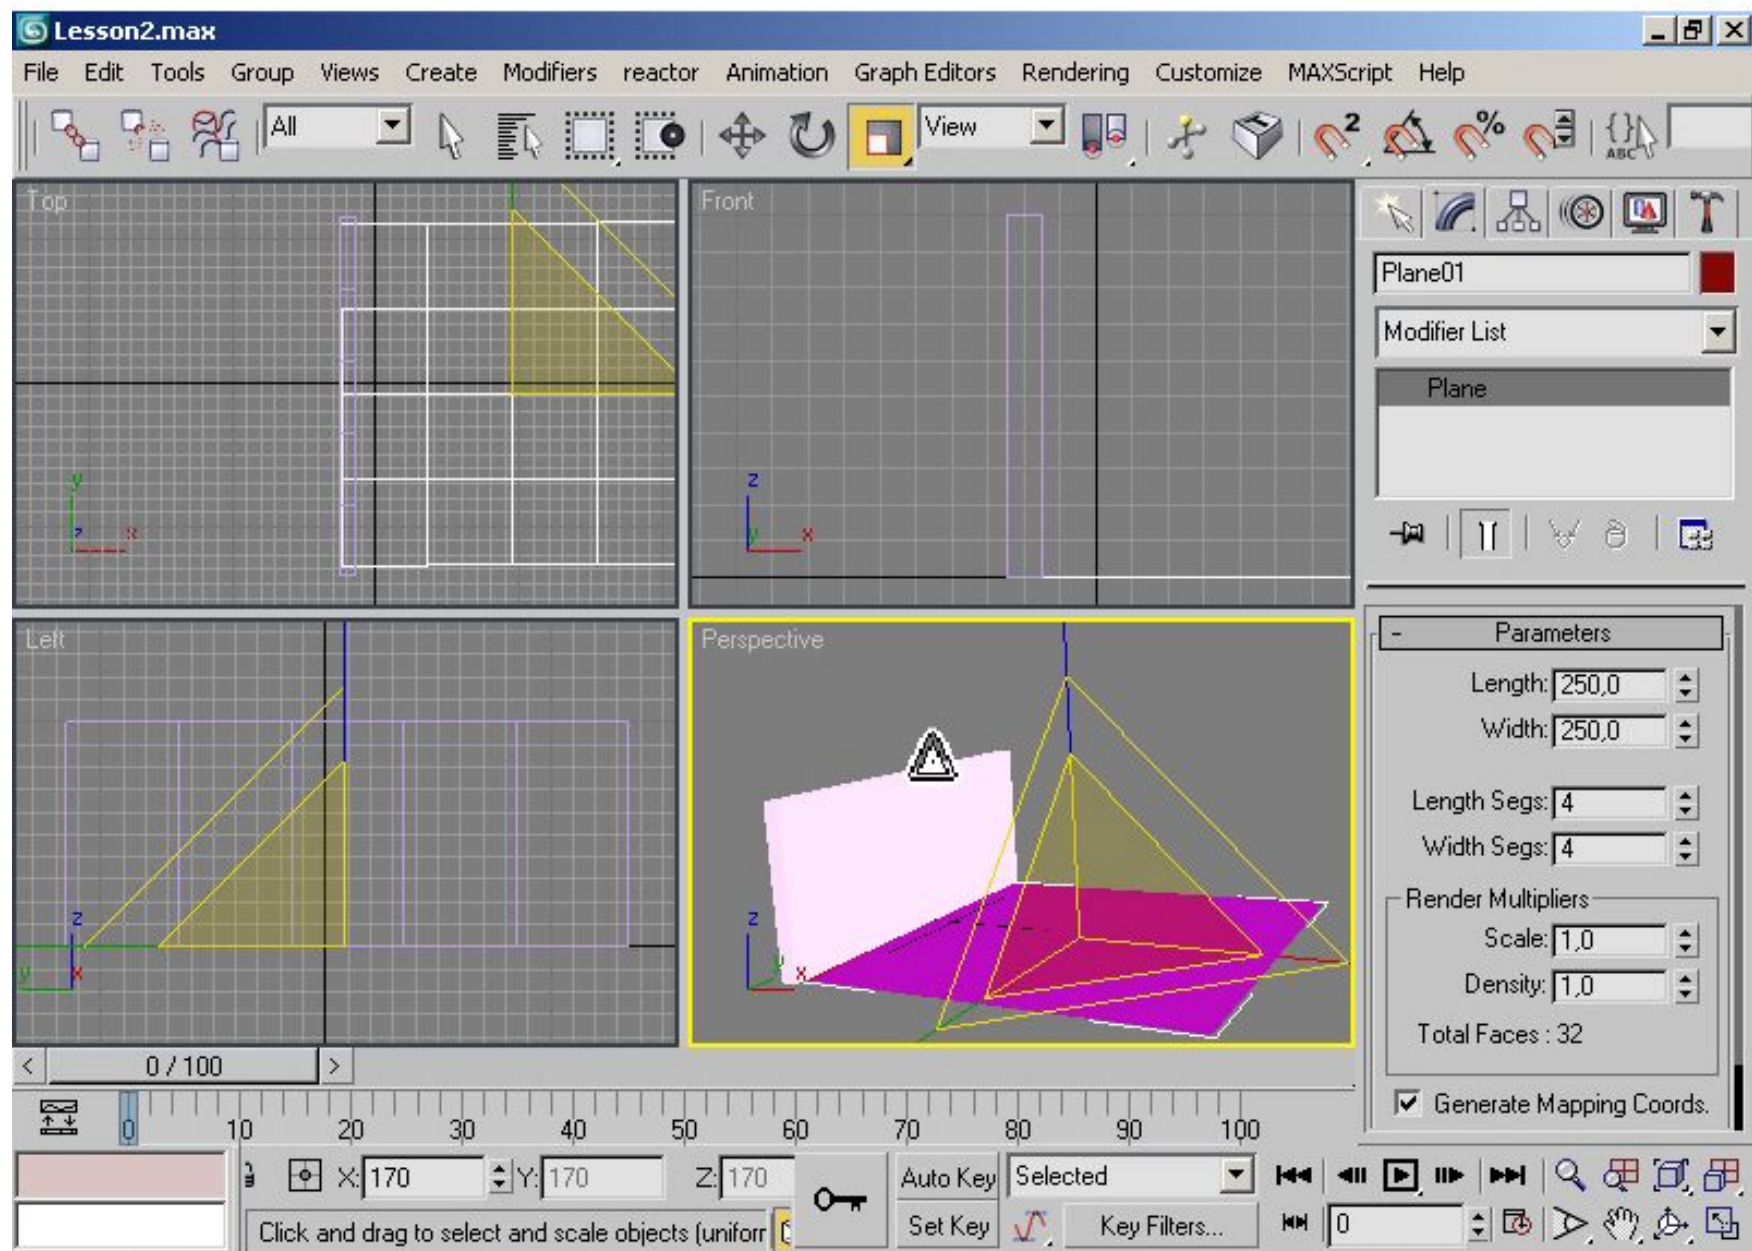 Lesson2.max
File Edit Tools Group Views Create Modifiers reactor Animation Graph Editors Rendering Customize MAXScript Help
All View 2 % {} ABC
Top
Front
y
z x
z
y x
Left
Perspective
z
y x
z
y x
Plane01
Modifier List
Plane
- Parameters
Length: 250,0
Width: 250,0
Length Segs: 4
Width Segs: 4
Render Multipliers
Scale: 1,0
Density: 1,0
Total Faces : 32
Generate Mapping Coords.
< 0 / 100 >
0 10 20 30 40 50 60 70 80 90 100
X: 170 Y: 170 Z: 170 Auto Key Selected
Click and drag to select and scale objects (uniforr Set Key Key Filters... 0